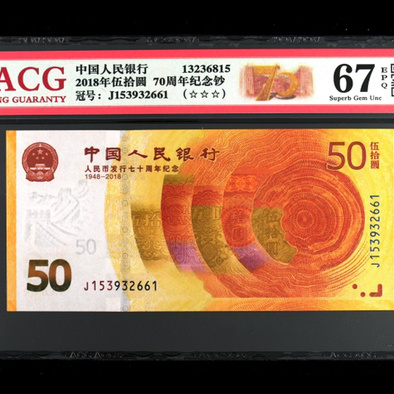 ACG
NG GUARANTY
中国人民银行 13236815
2018年伍拾圆 70周年纪念钞
冠号：J153932661 (☆☆☆)
70
67 EPQ
Superb Gem Unc
中国人民银行
人民币发行七十周年纪念
1948-2018
50 伍拾圆
50
50
J153932661
J153932661